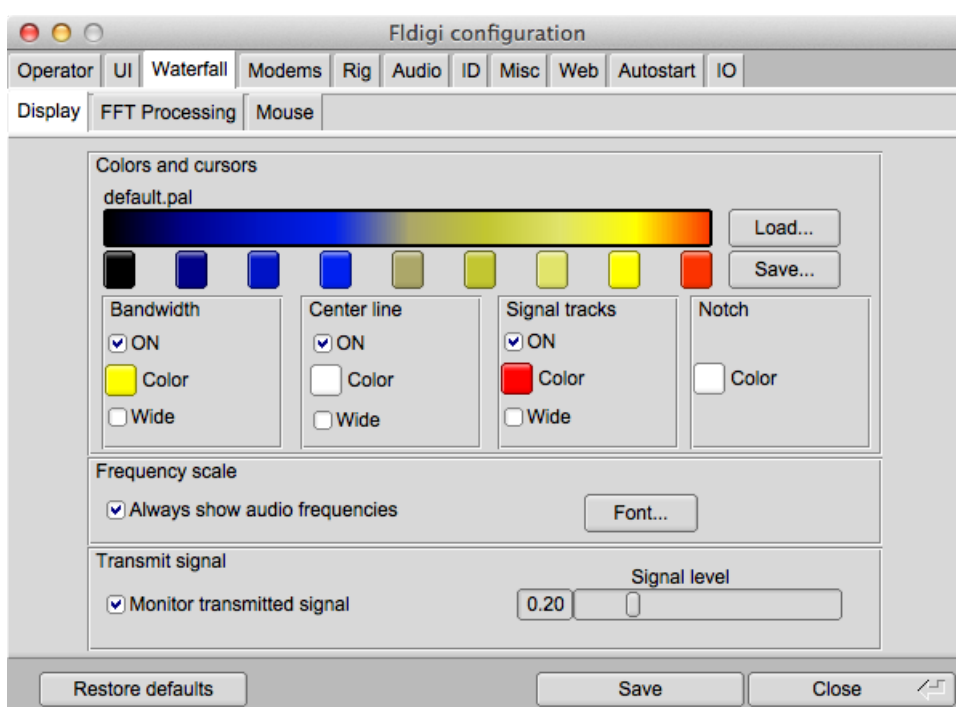 Fldigi configuration
Operator UI Waterfall Modems Rig Audio ID Misc Web Autostart IO
Display FFT Processing Mouse
Colors and cursors
default.pal
Load...
Save...
Bandwidth Center line Signal tracks Notch
ON ON ON
Color Color Color Color
Wide Wide Wide
Frequency scale
Always show audio frequencies Font...
Transmit signal
Signal level
Monitor transmitted signal 0.20
Restore defaults Save Close